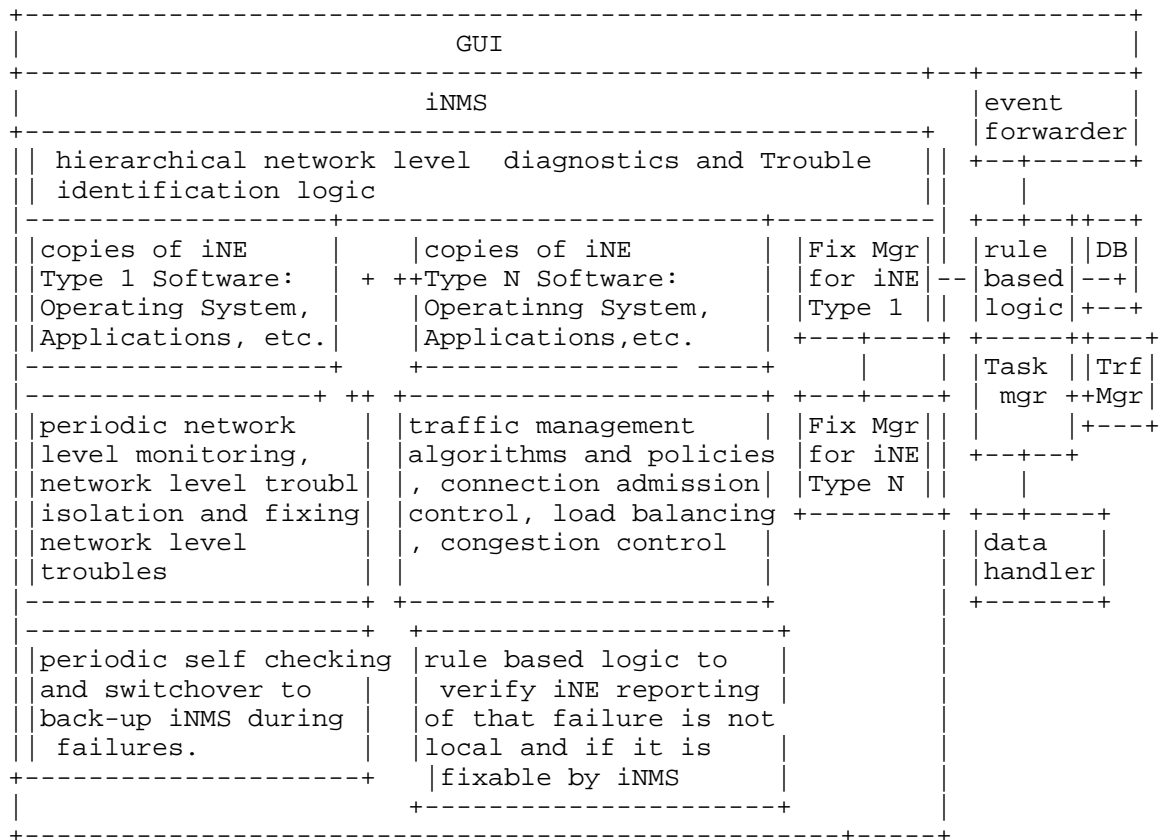 GUI
iNMS
event
forwarder
hierarchical network level  diagnostics and Trouble
identification logic
copies of iNE
Type 1 Software:
Operating System,
Applications, etc.
copies of iNE
Type N Software:
Operatinng System,
Applications,etc.
Fix Mgr
for iNE
Type 1
rule
based
logic
DB
Task
mgr
Trf
Mgr
periodic network
level monitoring,
network level troubl
isolation and fixing
network level
troubles
traffic management
algorithms and policies
, connection admission
control, load balancing
, congestion control
Fix Mgr
for iNE
Type N
data
handler
periodic self checking
and switchover to
back-up iNMS during
failures.
rule based logic to
verify iNE reporting
of that failure is not
local and if it is
fixable by iNMS